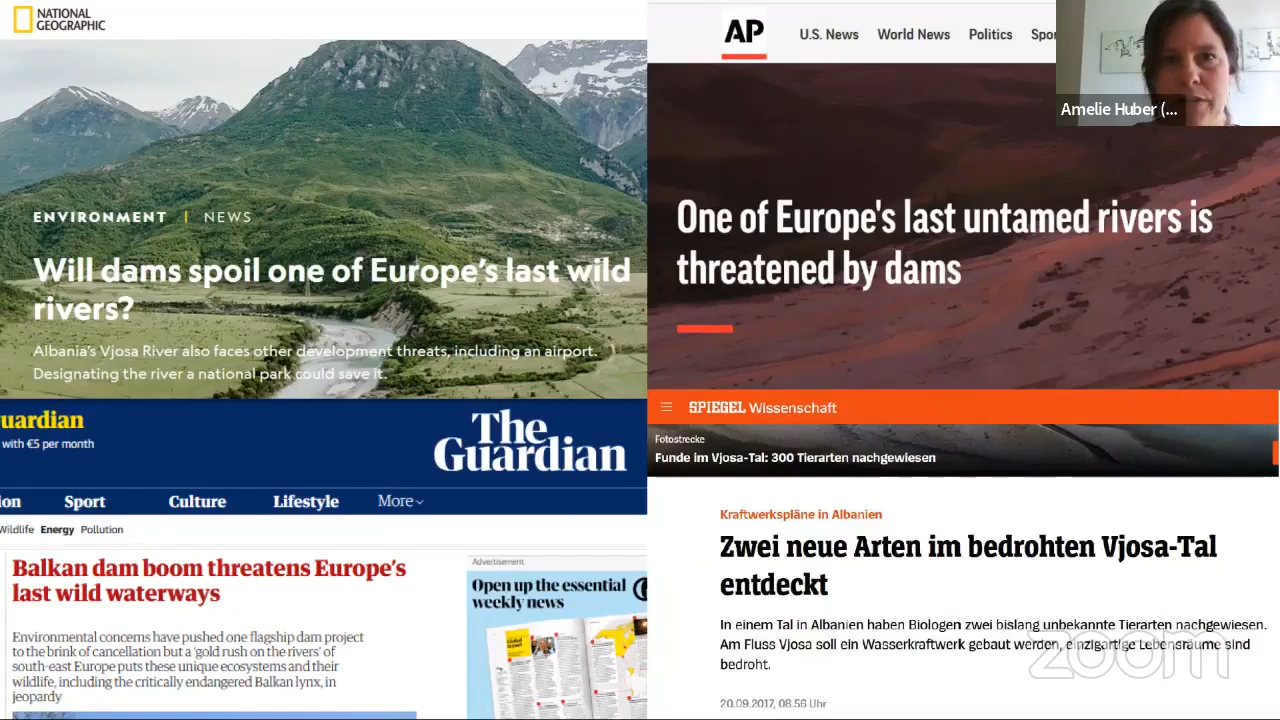 NATIONAL
GEOGRAPHIC
ENVIRONMENT | NEWS
Will dams spoil one of Europe's last wild
rivers?
Albania's Vjosa River also faces other development threats, including an airport.
Designating the river a national park could save it.
AP
U.S. News World News Politics Spor
Amelie Huber (...
One of Europe's last untamed rivers is
threatened by dams
uardian
with €5 per month
The
Guardian
ion Sport Culture Lifestyle More
Wildlife Energy Pollution
Balkan dam boom threatens Europe's
last wild waterways
Environmental concerns have pushed one flagship dam project
to the brink of cancellation but a 'gold rush on the rivers' of
south-east Europe puts these unique ecosystems and their
wildlife, including the critically endangered Balkan lynx, in
jeopardy
Advertisement
Open up the essential
weekly news
SPIEGEL Wissenschaft
Fotostrecke
Funde im Vjosa-Tal: 300 Tierarten nachgewiesen
Kraftwerkspläne in Albanien
Zwei neue Arten im bedrohten Vjosa-Tal
entdeckt
In einem Tal in Albanien haben Biologen zwei bislang unbekannte Tierarten nachgewiesen.
Am Fluss Vjosa soll ein Wasserkraftwerk gebaut werden, einzigartige Lebensräume sind
bedroht.
20.09.2017, 08.56 Uhr
zoom